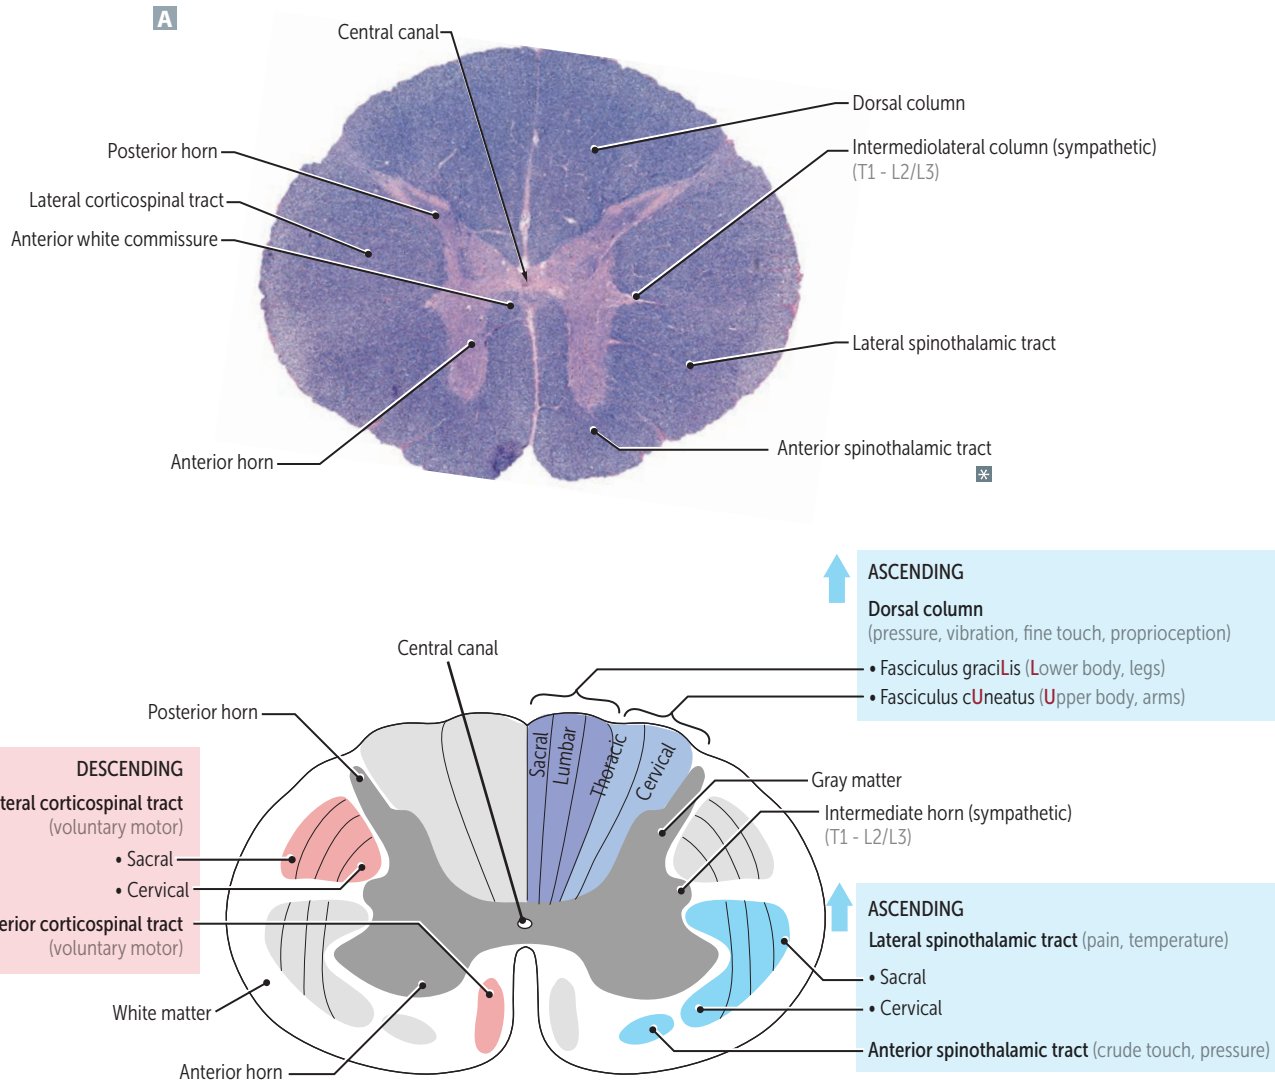 A
Central canal
Dorsal column
Intermediolateral column (sympathetic)
(T1 - L2/L3)
Posterior horn
Lateral corticospinal tract
Anterior white commissure
Lateral spinothalamic tract
Anterior horn
Anterior spinothalamic tract
ASCENDING
Dorsal column
(pressure, vibration, fine touch, proprioception)
• Fasciculus graciLis (Lower body, legs)
• Fasciculus cUneatus (Upper body, arms)
Central canal
Posterior horn
Sacral
Lumbar
Thoracic
Cervical
Gray matter
Intermediate horn (sympathetic)
(T1 - L2/L3)
DESCENDING
teral corticospinal tract
(voluntary motor)
• Sacral
• Cervical
erior corticospinal tract
(voluntary motor)
White matter
Anterior horn
ASCENDING
Lateral spinothalamic tract (pain, temperature)
• Sacral
• Cervical
Anterior spinothalamic tract (crude touch, pressure)